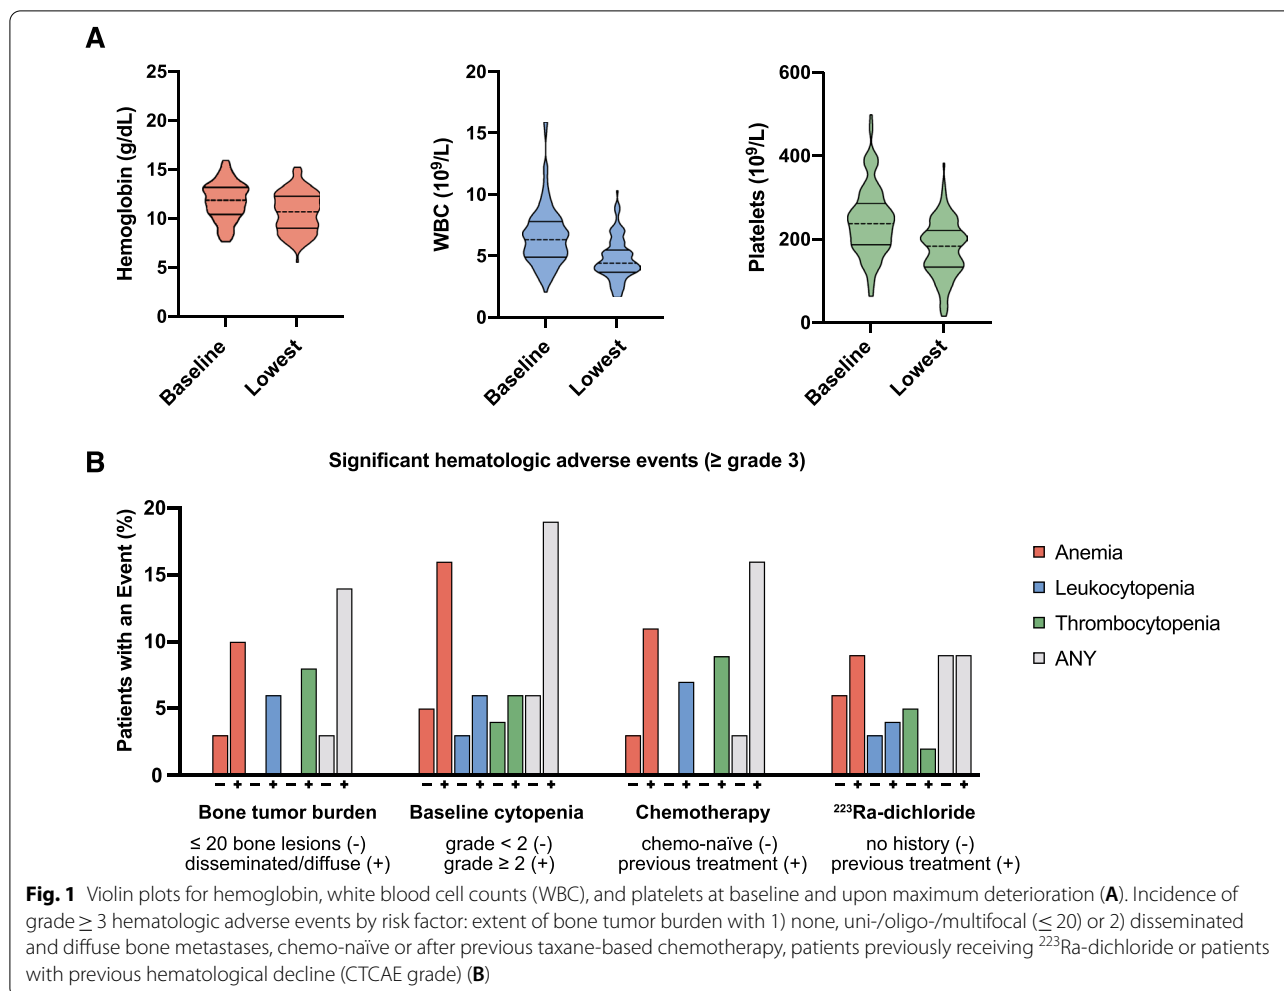 A
Hemoglobin (g/dL)
25
20
15
10
5
0
Baseline
Lowest
WBC (10⁹/L)
20
15
10
5
0
Baseline
Lowest
Platelets (10⁹/L)
600
400
200
0
Baseline
Lowest
B
Significant hematologic adverse events (≥ grade 3)
Patients with an Event (%)
20
15
10
5
0
− + − + − + − +
− + − + − + − +
− + − + − + − +
− + − + − + − +
Bone tumor burden
≤ 20 bone lesions (-)
disseminated/diffuse (+)
Baseline cytopenia
grade < 2 (-)
grade ≥ 2 (+)
Chemotherapy
chemo-naïve (-)
previous treatment (+)
²²³Ra-dichloride
no history (-)
previous treatment (+)
Anemia
Leukocytopenia
Thrombocytopenia
ANY
Fig. 1 Violin plots for hemoglobin, white blood cell counts (WBC), and platelets at baseline and upon maximum deterioration (A). Incidence of
grade ≥ 3 hematologic adverse events by risk factor: extent of bone tumor burden with 1) none, uni-/oligo-/multifocal (≤ 20) or 2) disseminated
and diffuse bone metastases, chemo-naïve or after previous taxane-based chemotherapy, patients previously receiving ²²³Ra-dichloride or patients
with previous hematological decline (CTCAE grade) (B)